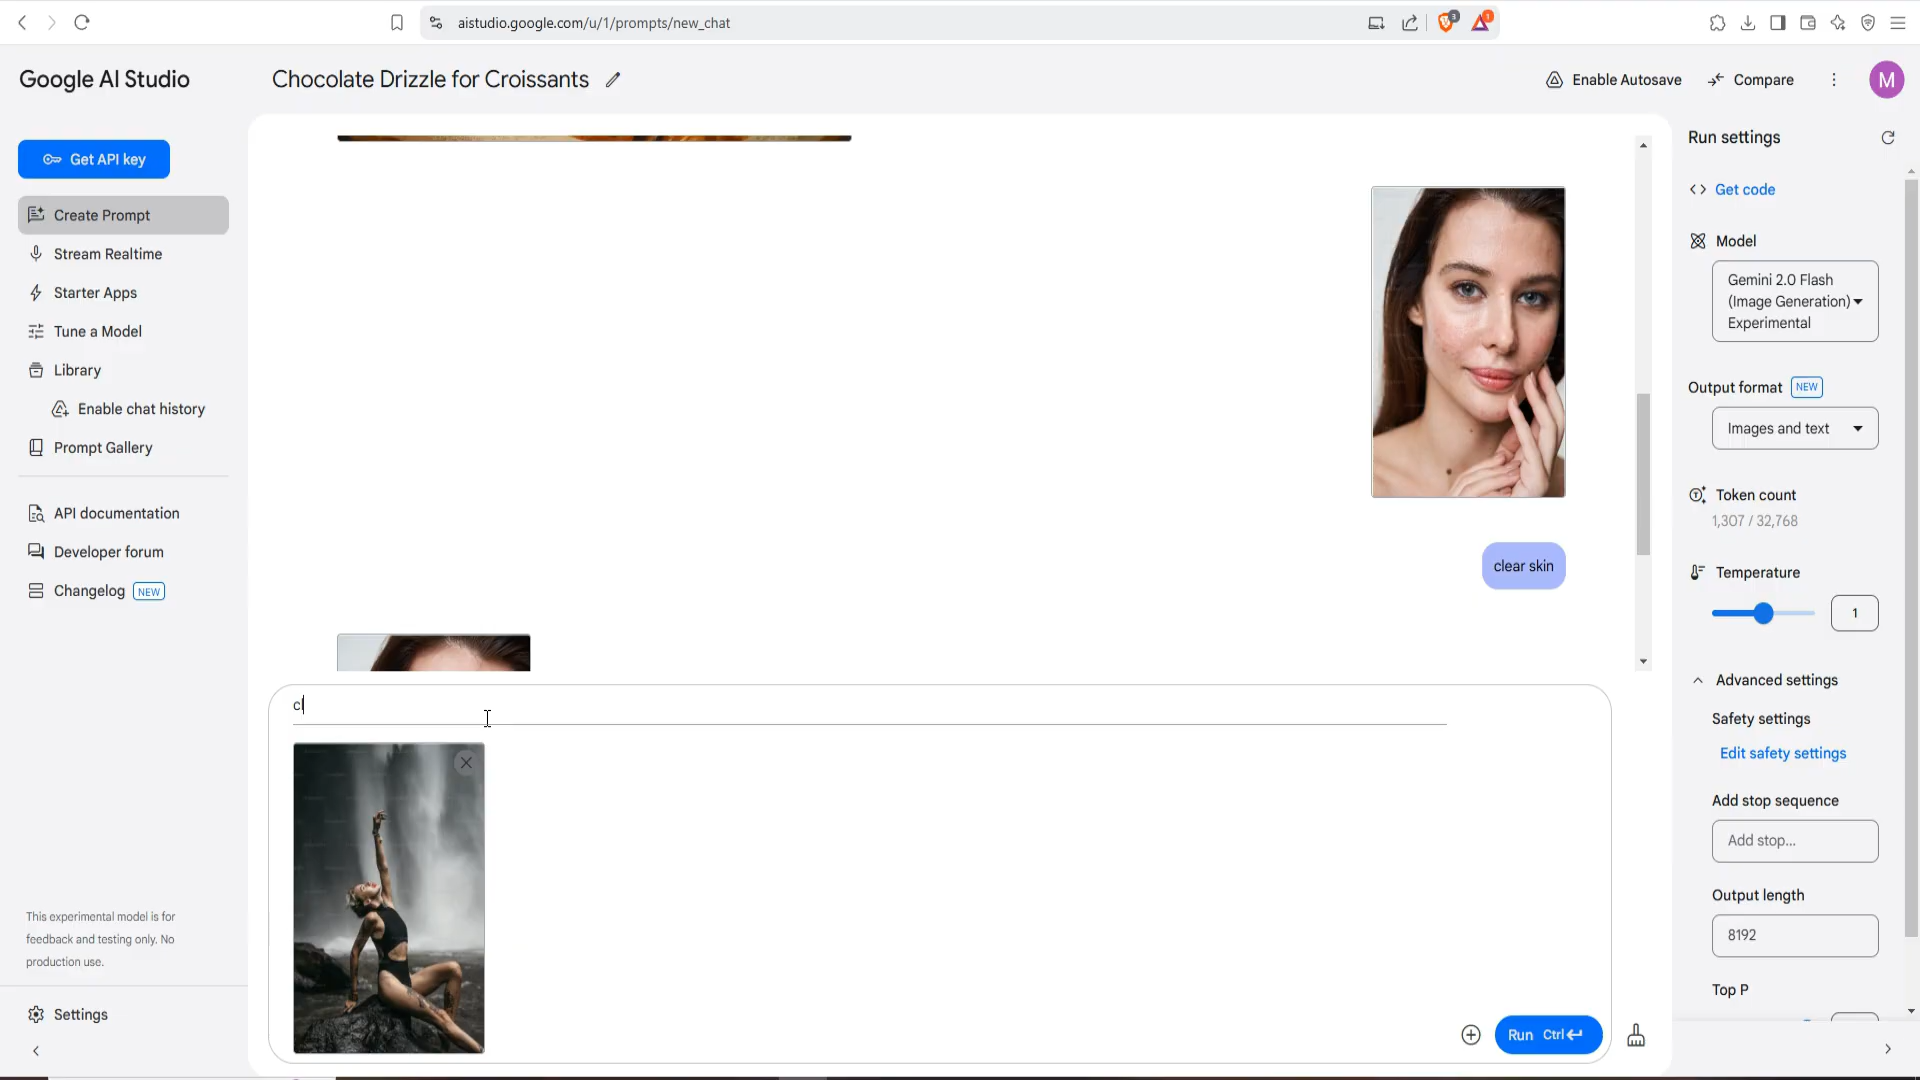 aistudio.google.com/u/1/prompts/new_chat
3
1
Google AI Studio
Chocolate Drizzle for Croissants
Enable Autosave
Compare
M
Get API key
Create Prompt
Stream Realtime
Starter Apps
Tune a Model
Library
Enable chat history
Prompt Gallery
API documentation
Developer forum
Changelog NEW
This experimental model is for
feedback and testing only. No
production use.
Settings
clear skin
cl
Run Ctrl
Run settings
Get code
Model
Gemini 2.0 Flash
(Image Generation)
Experimental
Output format NEW
Images and text
Token count
1,307 / 32,768
Temperature
1
Advanced settings
Safety settings
Edit safety settings
Add stop sequence
Add stop...
Output length
8192
Top P